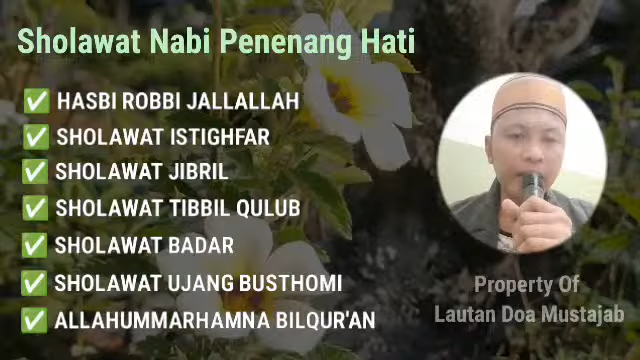 Sholawat Nabi Penenang Hati
✅ HASBI ROBBI JALLALLAH
✅ SHOLAWAT ISTIGHFAR
✅ SHOLAWAT JIBRIL
✅ SHOLAWAT TIBBIL QULUB
✅ SHOLAWAT BADAR
✅ SHOLAWAT UJANG BUSTHOMI
✅ ALLAHUMMARHAMNA BILQUR'AN
Property Of
Lautan Doa Mustajab